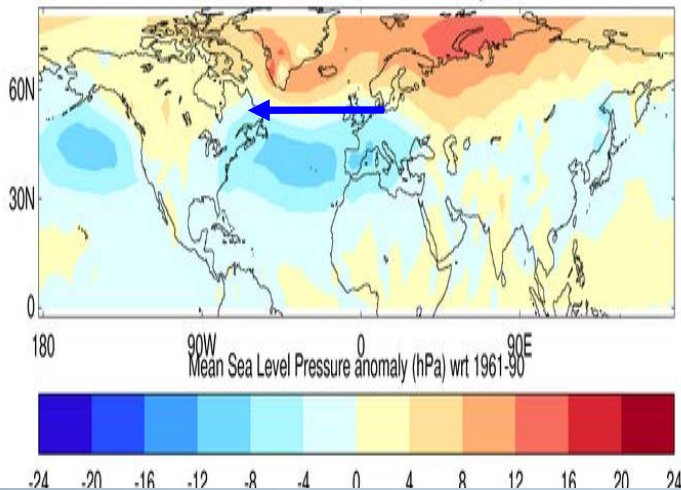 60N
30N
0
180 90W 0 90E
Mean Sea Level Pressure anomaly (hPa) wrt 1961-90
-24 -20 -16 -12 -8 -4 0 4 8 12 16 20 24